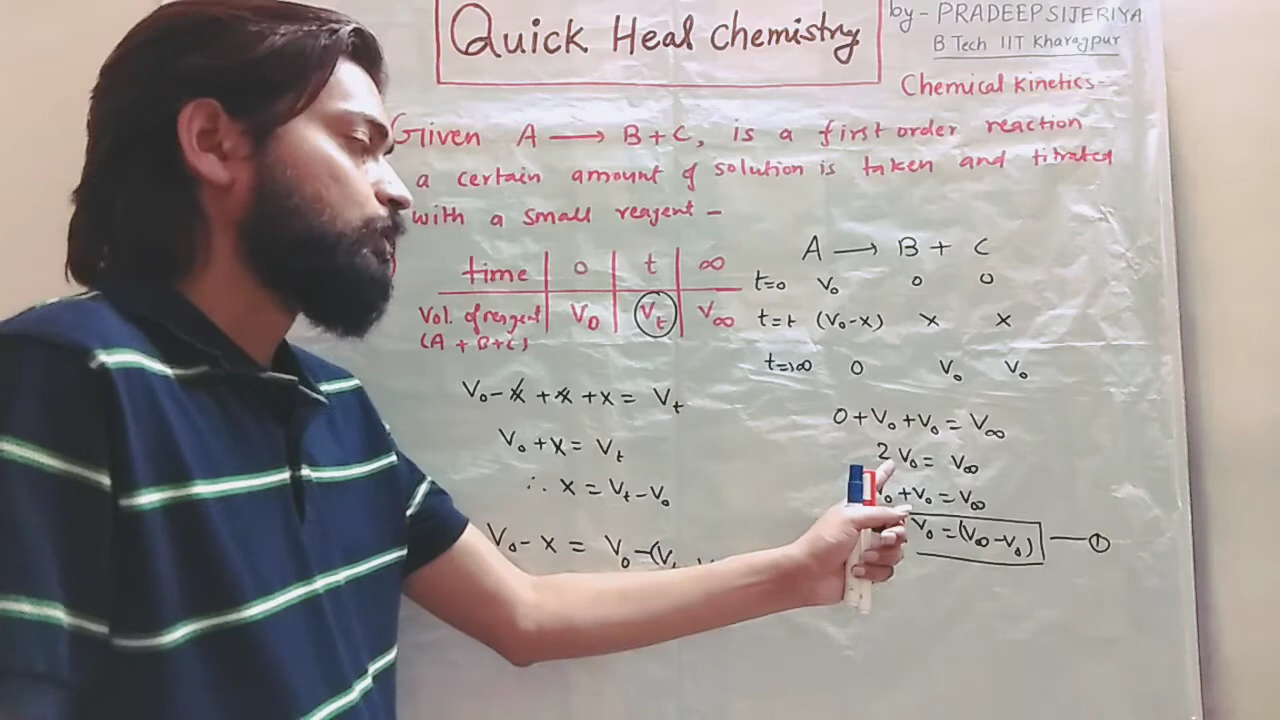 Quick Heal Chemistry
by- PRADEEP SIJERIYA
B Tech IIT Kharagpur
Chemical Kinetics-
Given A ⟶ B+C, is a first order reaction
a certain amount of solution is taken and titrated
with a small reagent -
time | 0 | t | ∞
Vol. of reagent | V₀ | Vt | V∞
(A + B+C)
V₀-x +x +x = Vt
V₀+x = Vt
∴ x = Vt-V₀
V₀-x = V₀-(Vt
A ⟶ B + C
t=0 V₀ 0 0
t=t (V₀-x) x x
t=∞ 0 V₀ V₀
0+V₀+V₀ = V∞
2V₀ = V∞
V₀+V₀ = V∞
V₀ = (V∞-V₀) — ①